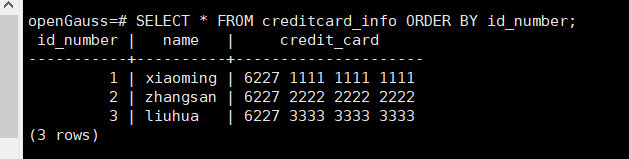 openGauss=# SELECT * FROM creditcard_info ORDER BY id_number;
 id_number |   name   |     credit_card
-----------+----------+---------------------
         1 | xiaoming | 6227 1111 1111 1111
         2 | zhangsan | 6227 2222 2222 2222
         3 | liuhua   | 6227 3333 3333 3333
(3 rows)